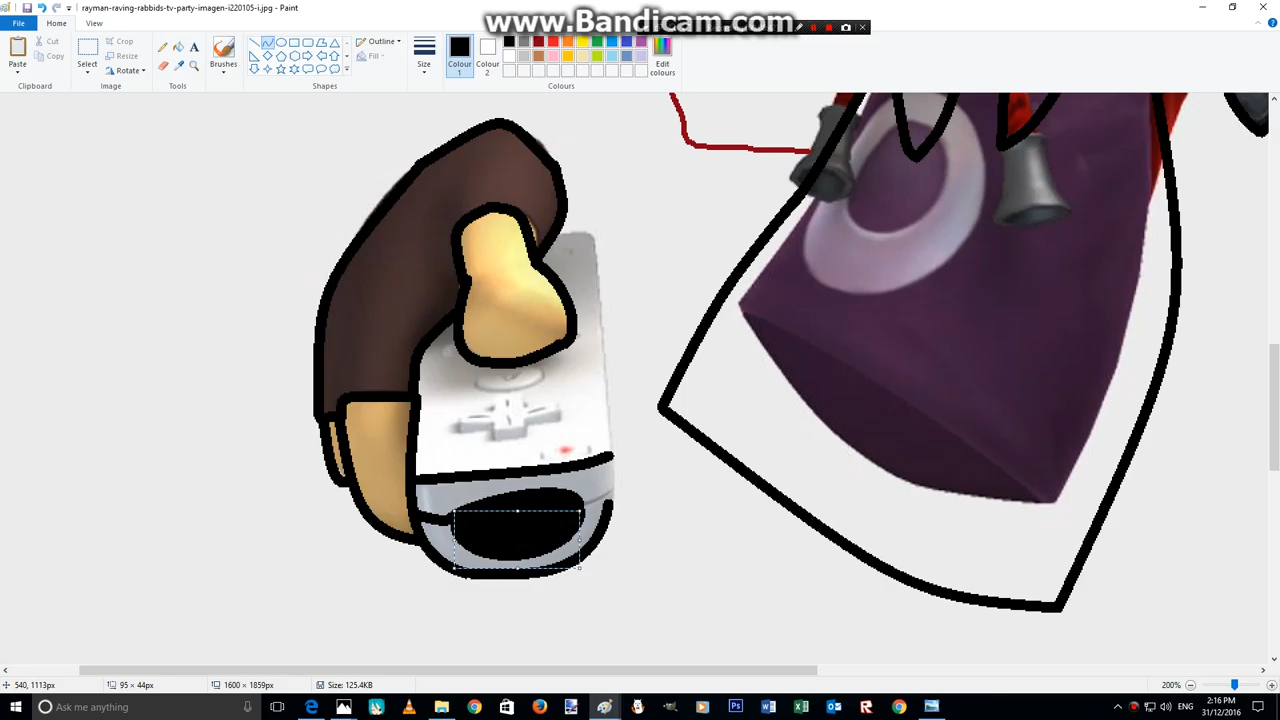 rayman-raving-rabbids-tv-party-imagen-i220105-i.jpg - Paint
www.Bandicam.com
File
Home
View
Paste
Cut
Copy
Clipboard
Select
Crop
Resize
Rotate
Image
Tools
Brushes
Outline
Fill
Shapes
Size
Colour 1
Colour 2
Edit colours
Colours
540, 1113px
95 × 44px
1600 × 1859px
Size: 125.4KB
200%
Ask me anything
ENG
2:16 PM
31/12/2016